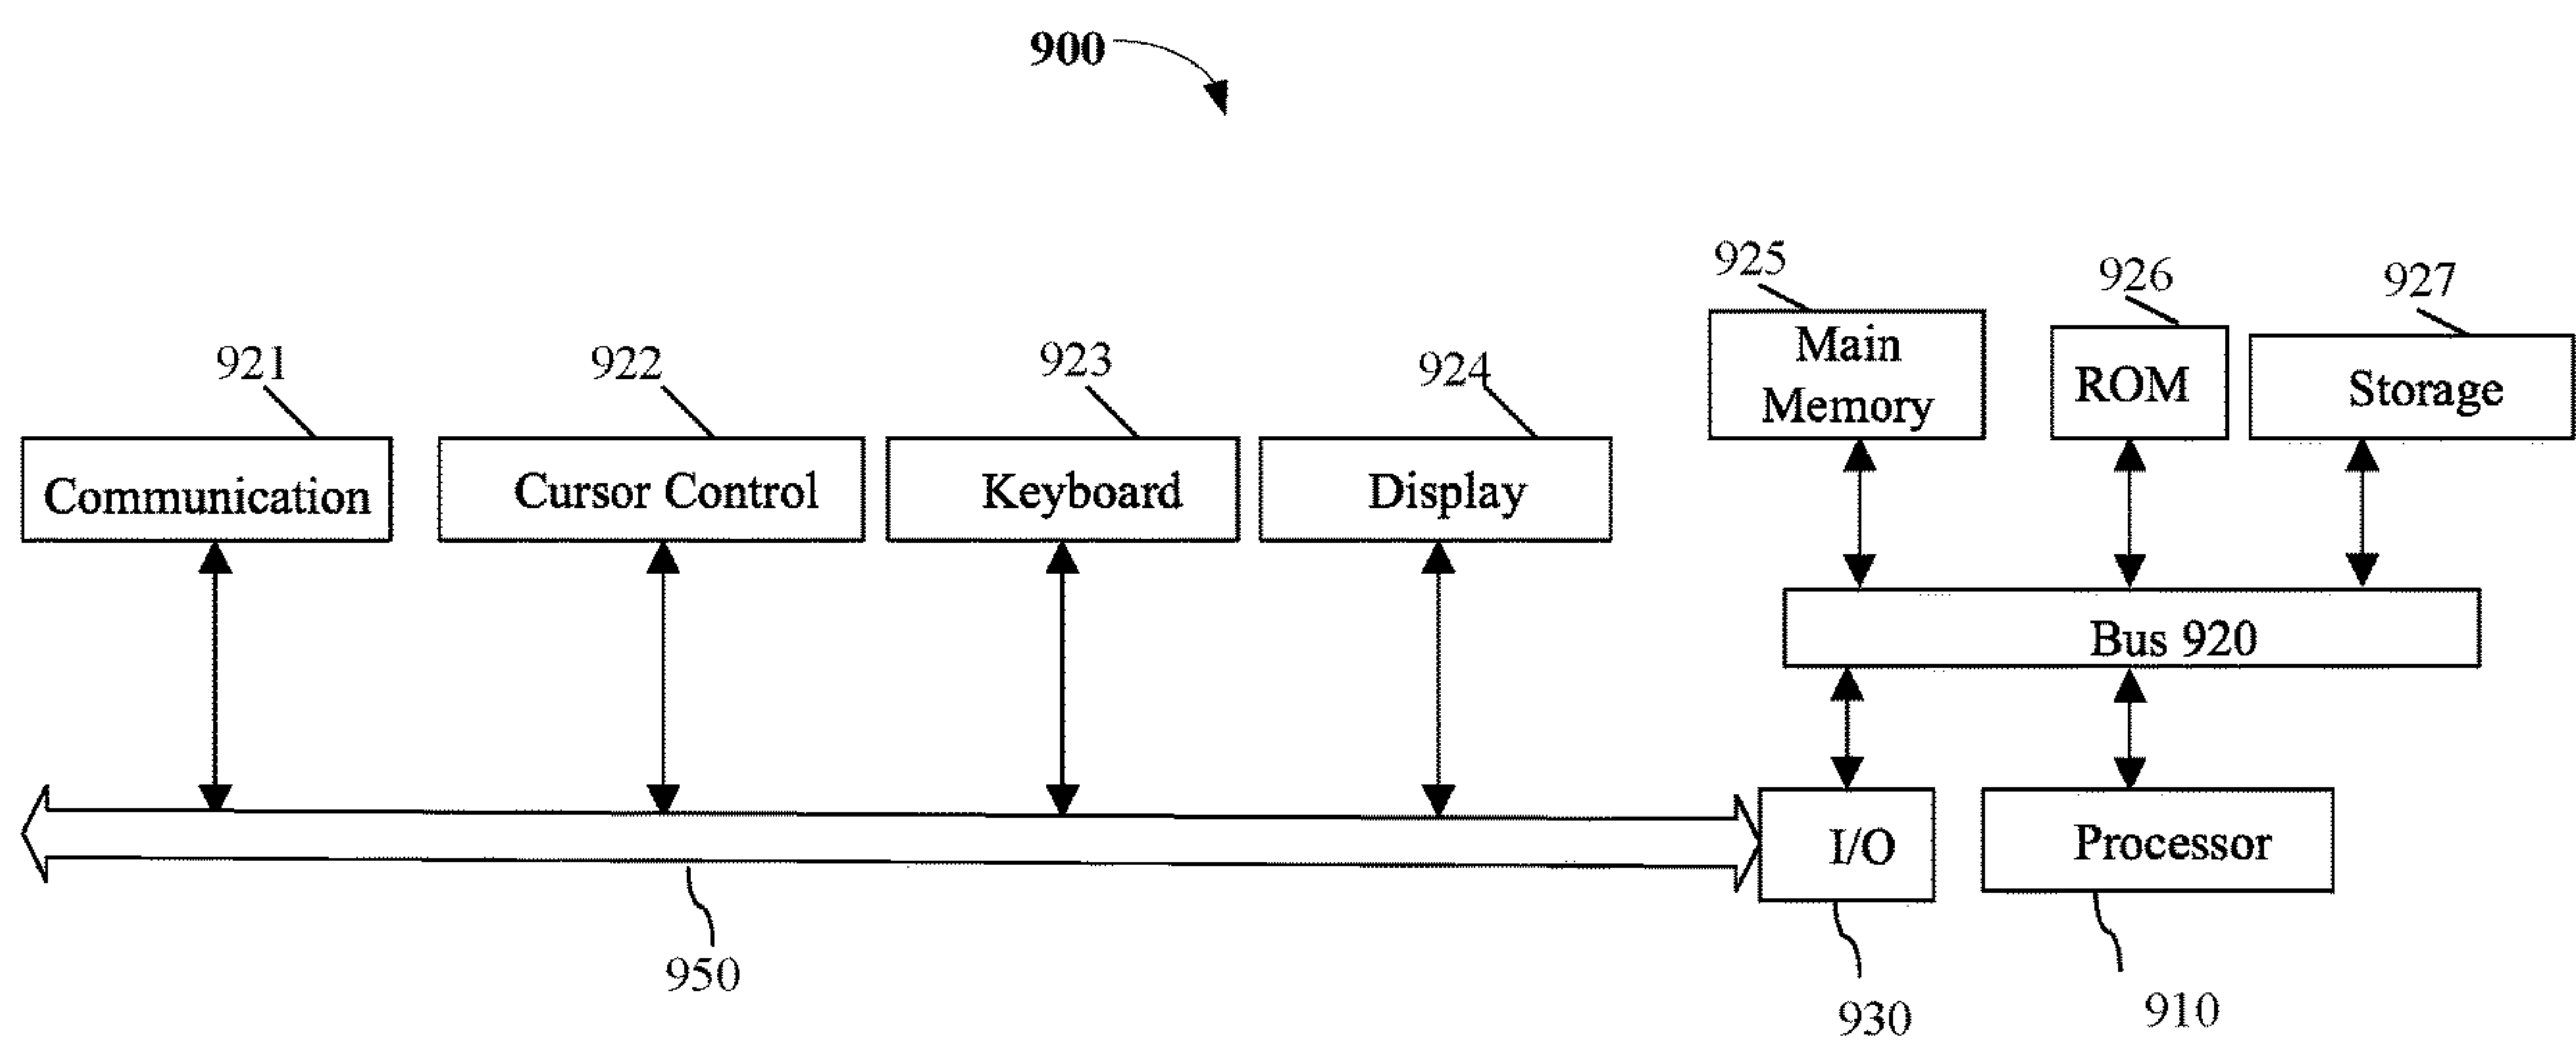 900
925
926
927
921
922
923
924
Main
Memory
ROM
Storage
Communication
Cursor Control
Keyboard
Display
Bus 920
I/O
Processor
950
930
910